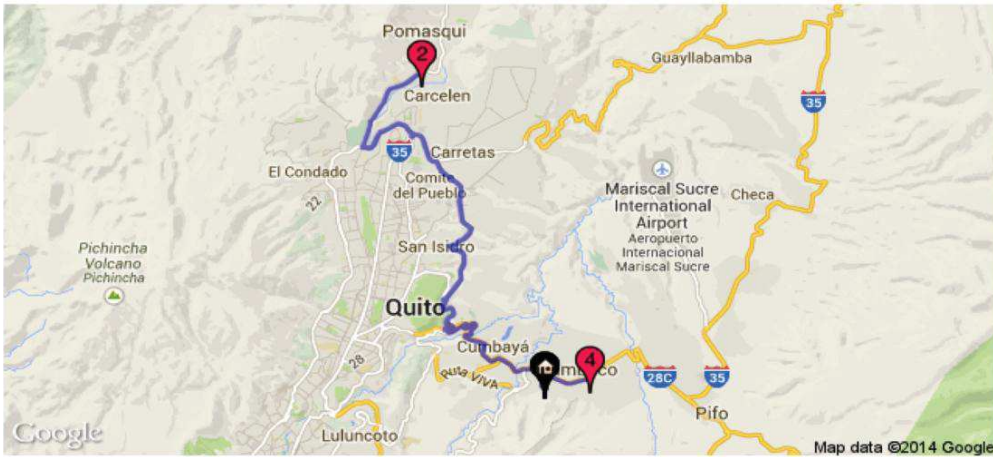 Pomasqui
2
Guayllabamba
Carcelen
35
35
Carretas
El Condado
Comite
del Pueblo
22
Mariscal Sucre
International
Airport
Aeropuerto
Internacional
Mariscal Sucre
Checa
San Isidro
Pichincha
Volcano
Pichincha
Quito
Cumbayá
4
28
Ruta VIVA
28C
35
Pifo
Luluncoto
Google
Map data ©2014 Google